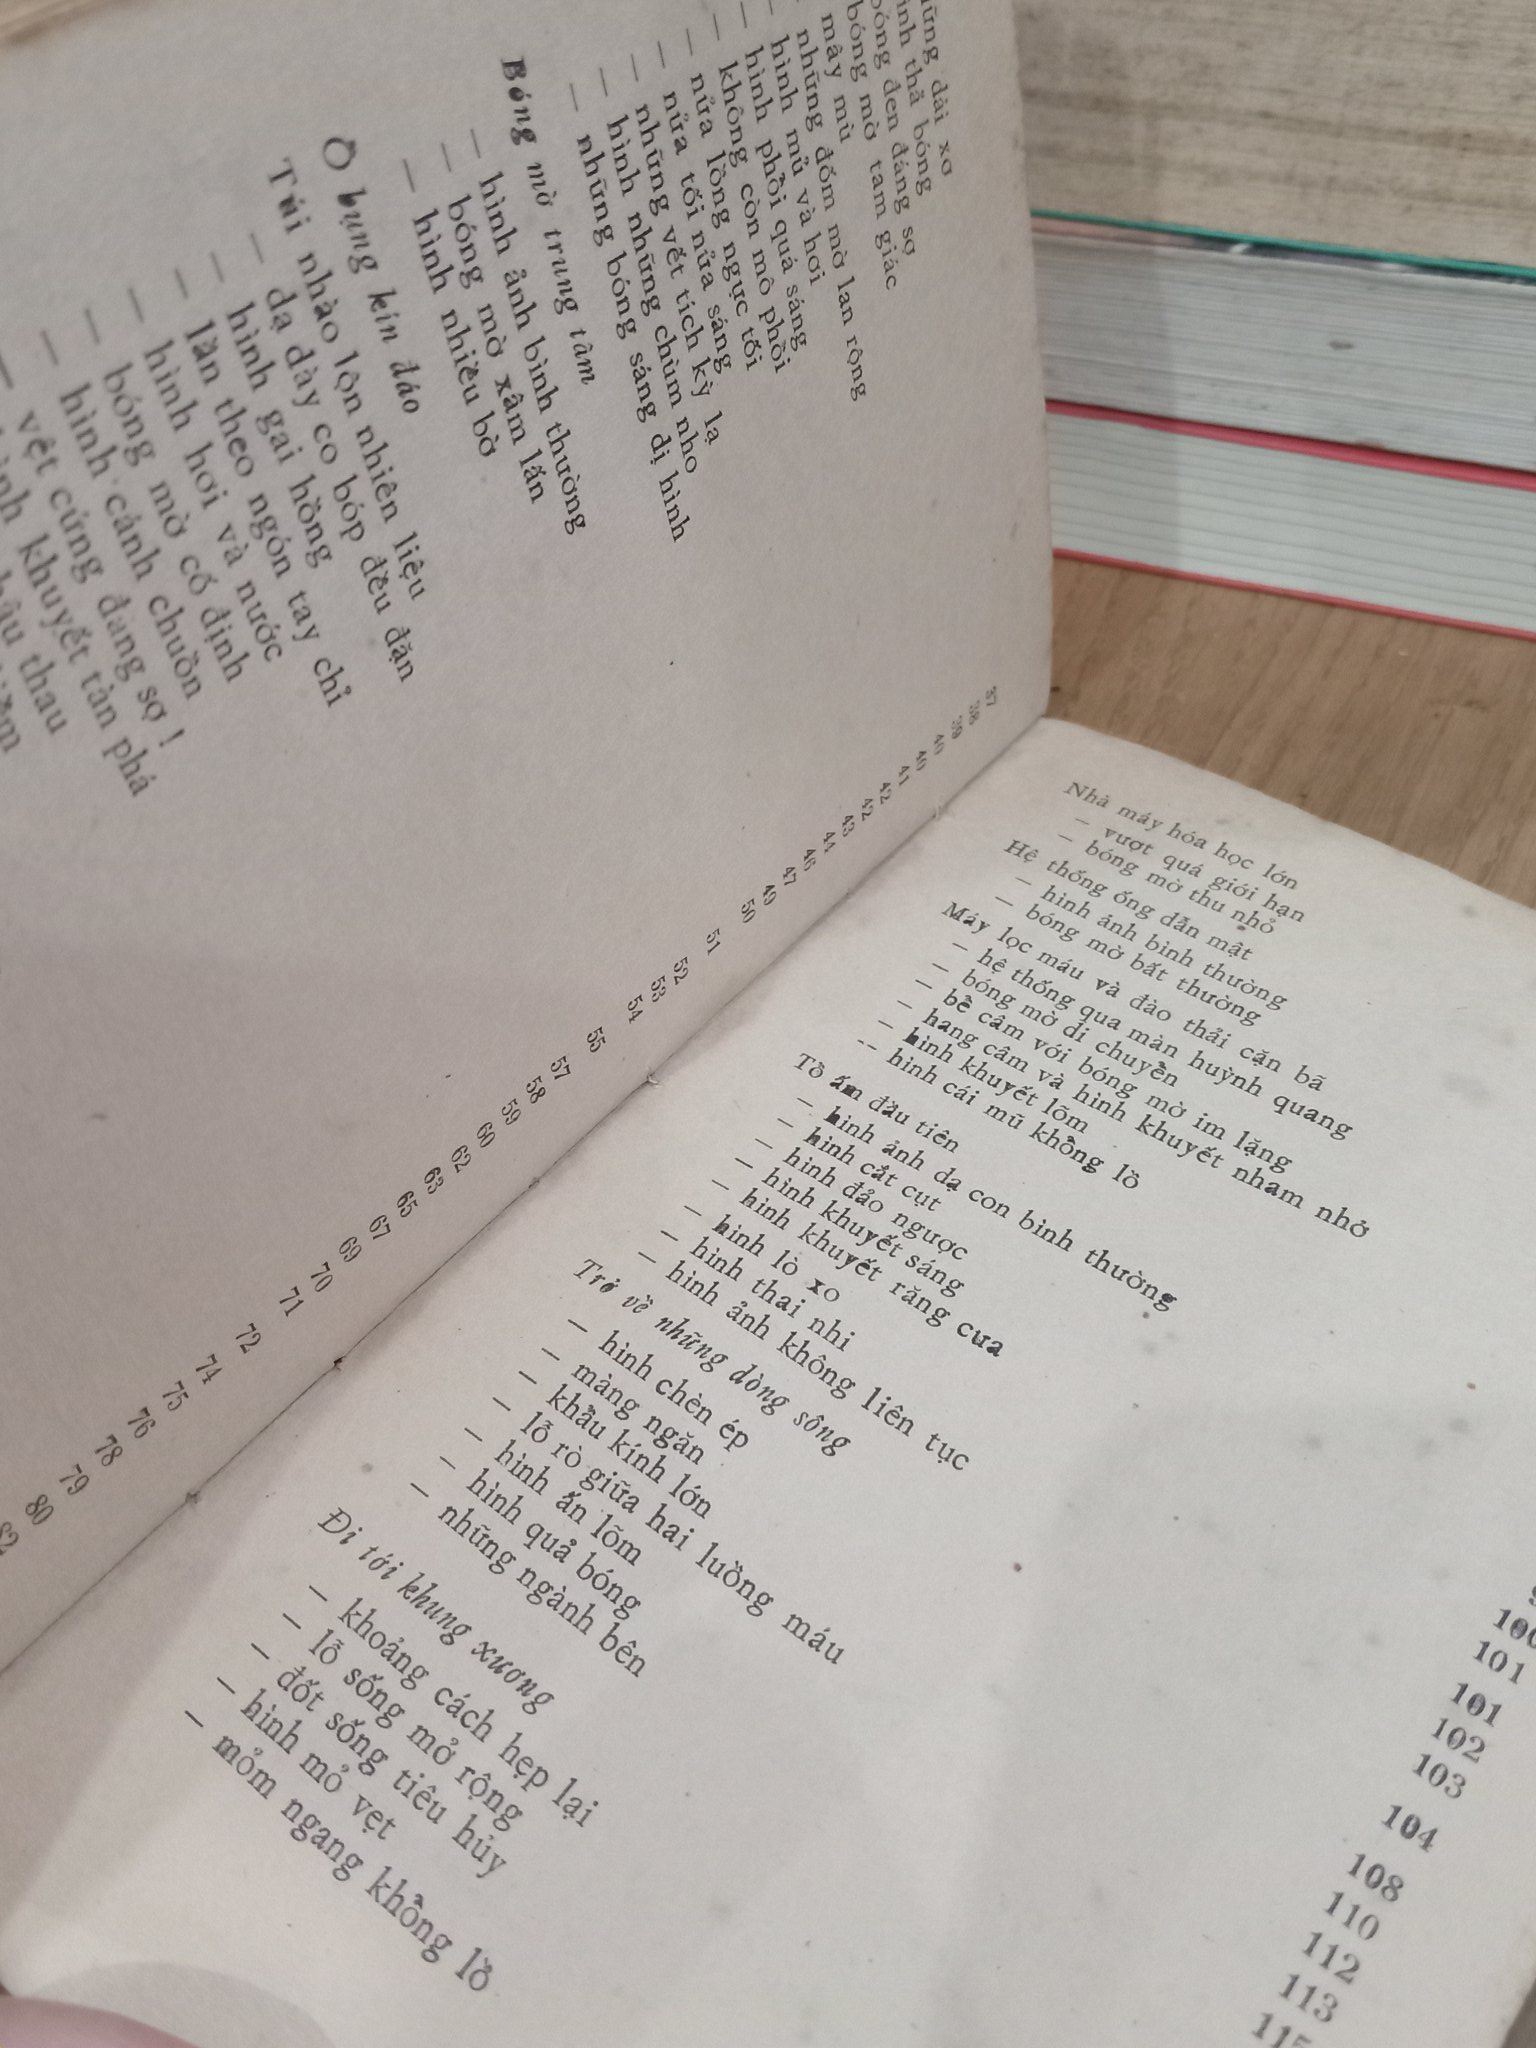 dải xơ
thả bóng
bóng đen đáng sợ
bóng mờ tam giác
mây mù
những đốm mờ lan rộng
— hình mủ và hơi
— hình phổi quá sáng
— không còn mô phổi
— nửa lồng ngực tối
— nửa tối nửa sáng
— những vết tích kỳ lạ
— hình những chùm nho
— những bóng sáng dị hình
Bóng mờ trung tâm
— hình ảnh bình thường
— bóng mờ xâm lấn
— hình nhiều bờ
Ổ bụng kín đáo
Túi nhào lộn nhiên liệu
— dạ dày co bóp đều đặn
— hình gai hồng
— lần theo ngón tay chỉ
— hình hơi và nước
— bóng mờ cố định
— hình cánh chuồn
— vệt cứng đáng sợ !
khuyết tàn phá
thau
37
38
39
40
40
41
42
42
43
44
46
47
49
50
51
52
53
54
55
57
58
59
60
62
63
65
67
69
70
71
72
74
75
76
78
79
80
82
Nhà máy hóa học lớn
— vượt quá giới hạn
— bóng mờ thu nhỏ
Hệ thống ống dẫn mật
— hình ảnh bình thường
— bóng mờ bất thường
Máy lọc máu và đào thải cặn bã
— hệ thống qua màn huỳnh quang
— bóng mờ di chuyển
— bể câm với bóng mờ im lặng
— hang câm và hình khuyết nham nhở
— hình khuyết lõm
-- hình cái mũ khổng lồ
Tổ ấm đầu tiên
— hình ảnh dạ con bình thường
— hình cắt cụt
— hình đảo ngược
— hình khuyết sáng
— hình khuyết răng cưa
— hình lò xo
— hình thai nhi
— hình ảnh không liên tục
Trở về những dòng sông
— hình chèn ép
— màng ngăn
— khẩu kính lớn
— lỗ rò giữa hai luồng máu
— hình ấn lõm
— hình quả bóng
— những ngành bên
Đi tới khung xương
— khoảng cách hẹp lại
— lỗ sống mở rộng
— đốt sống tiêu hủy
— hình mỏ vẹt
— mỏm ngang khổng lồ
100
101
101
102
103
104
108
110
112
113
115